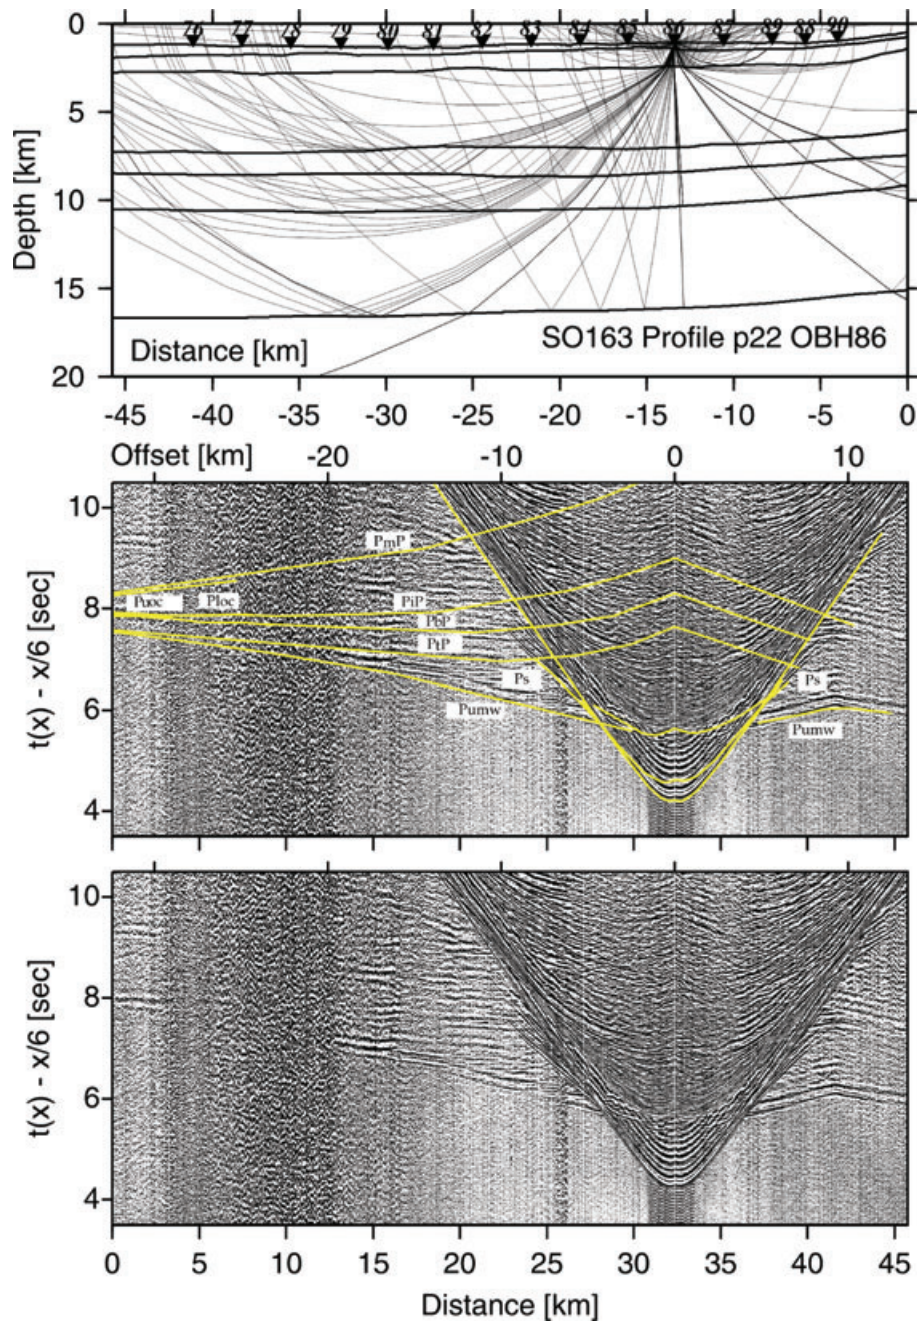 0 76 77 78 79 80 81 82 83 84 85 86 87 89 88 90
5
10
15
20
Depth [km]
Distance [km]
SO163 Profile p22 OBH86
-45 -40 -35 -30 -25 -20 -15 -10 -5 0
Offset [km] -20 -10 0 10
10
8
6
4
t(x) - x/6 [sec]
PmP
Puoc Ploc PiP
PbP
PtP
Ps Ps
Pumw
Pumw
10
8
6
4
t(x) - x/6 [sec]
0 5 10 15 20 25 30 35 40 45
Distance [km]